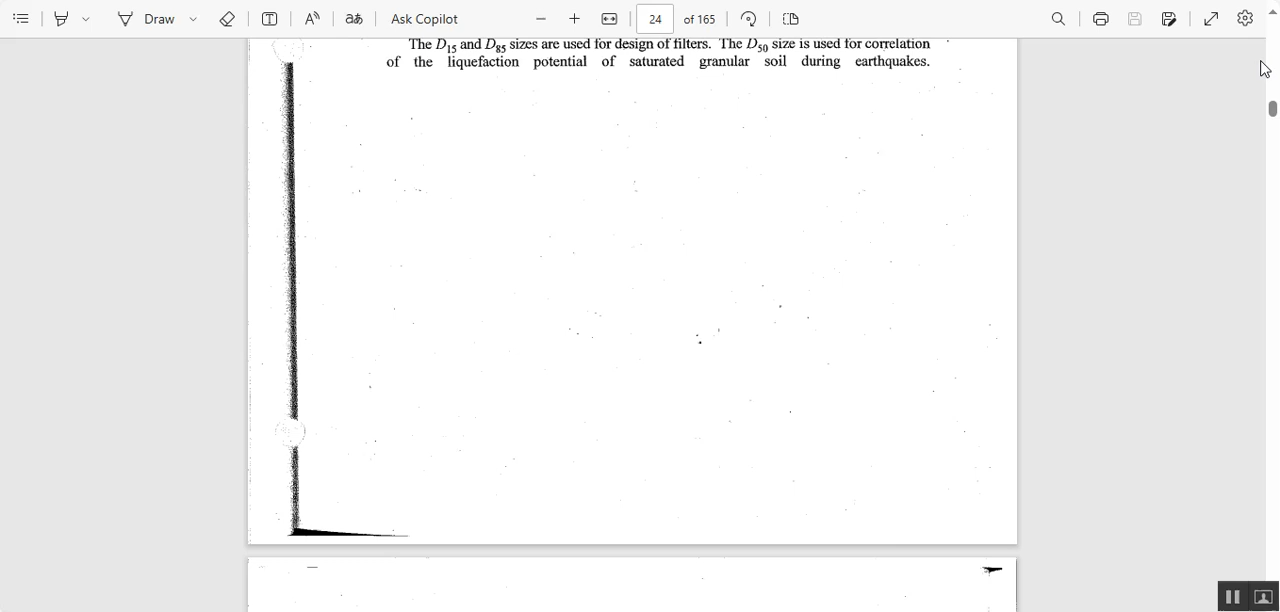 Draw
Ask Copilot
24 of 165
The D15 and D85 sizes are used for design of filters. The D50 size is used for correlation
of the liquefaction potential of saturated granular soil during earthquakes.